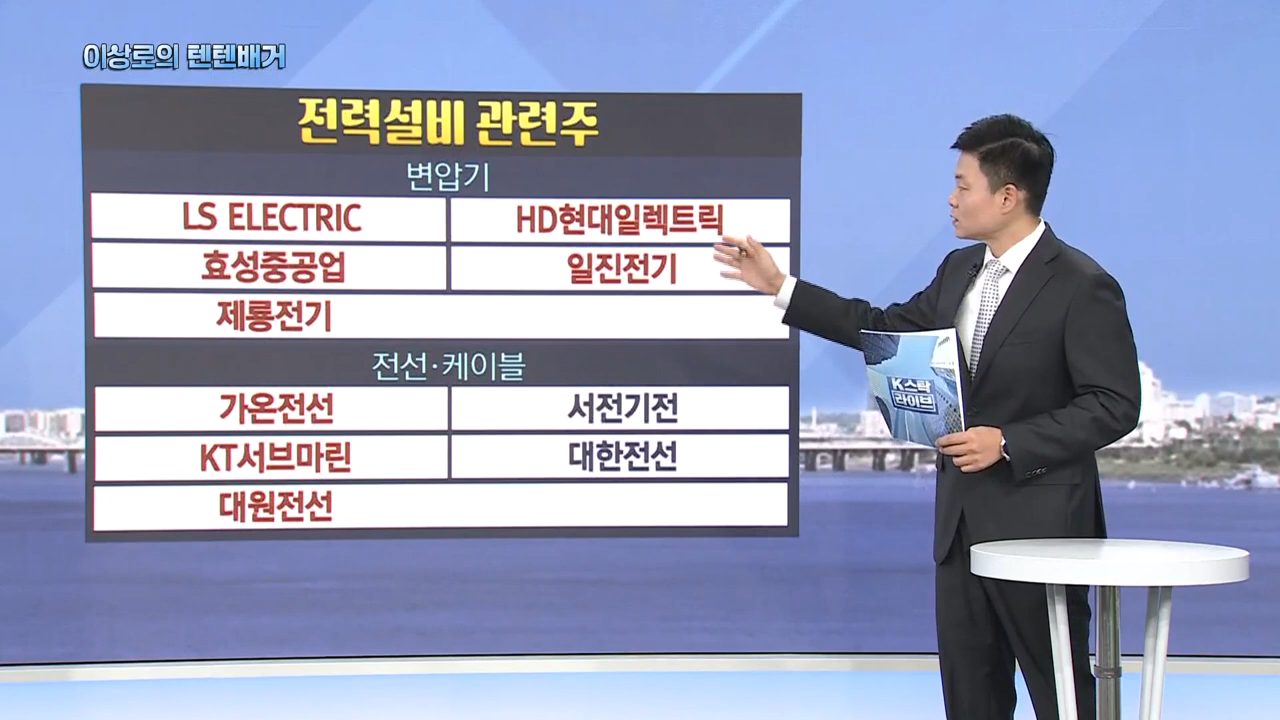 이상로의 텐텐배거
전력설비 관련주
변압기
LS ELECTRIC HD현대일렉트릭
효성중공업 일진전기
제룡전기
전선·케이블
가온전선 서전기전
KT서브마린 대한전선
대원전선
K스탁
라이브